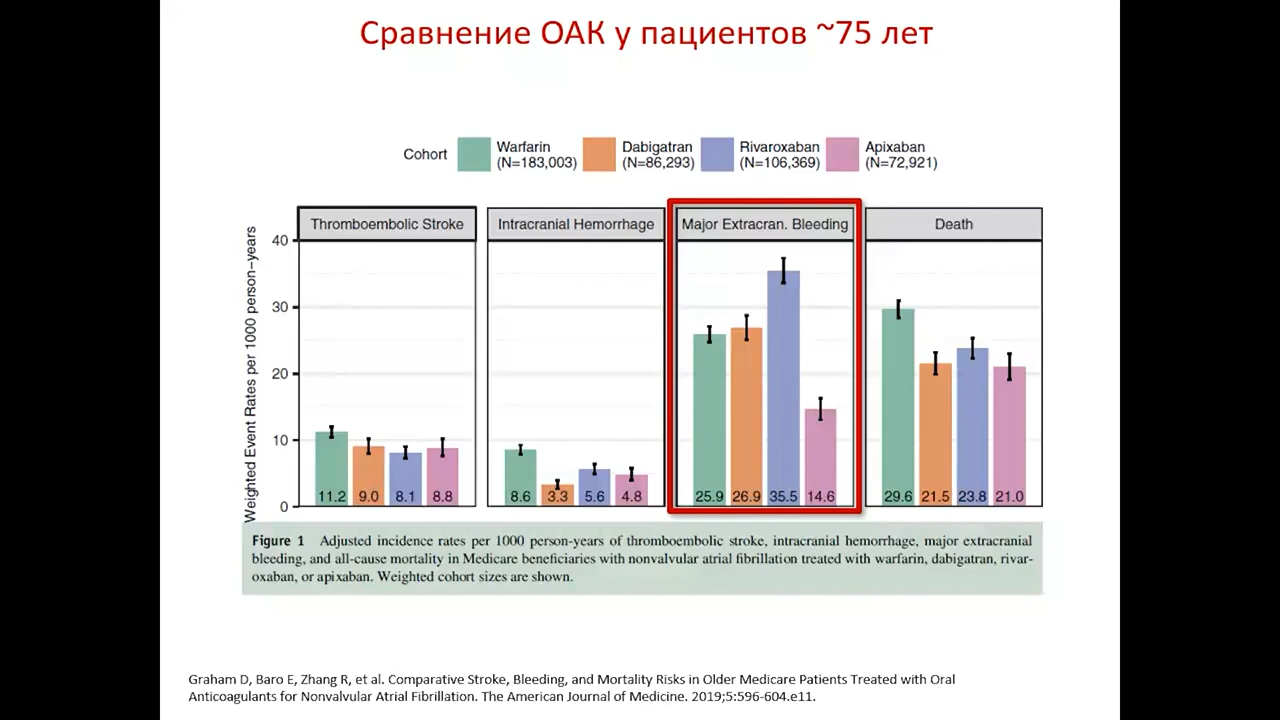 Сравнение ОАК у пациентов ~75 лет
Cohort
Warfarin
(N=183,003)
Dabigatran
(N=86,293)
Rivaroxaban
(N=106,369)
Apixaban
(N=72,921)
Weighted Event Rates per 1000 person−years
Thromboembolic Stroke
Intracranial Hemorrhage
Major Extracran. Bleeding
Death
40
30
20
10
0
11.2 9.0 8.1 8.8
8.6 3.3 5.6 4.8
25.9 26.9 35.5 14.6
29.6 21.5 23.8 21.0
Figure 1 Adjusted incidence rates per 1000 person-years of thromboembolic stroke, intracranial hemorrhage, major extracranial
bleeding, and all-cause mortality in Medicare beneficiaries with nonvalvular atrial fibrillation treated with warfarin, dabigatran, rivar-
oxaban, or apixaban. Weighted cohort sizes are shown.
Graham D, Baro E, Zhang R, et al. Comparative Stroke, Bleeding, and Mortality Risks in Older Medicare Patients Treated with Oral
Anticoagulants for Nonvalvular Atrial Fibrillation. The American Journal of Medicine. 2019;5:596-604.e11.